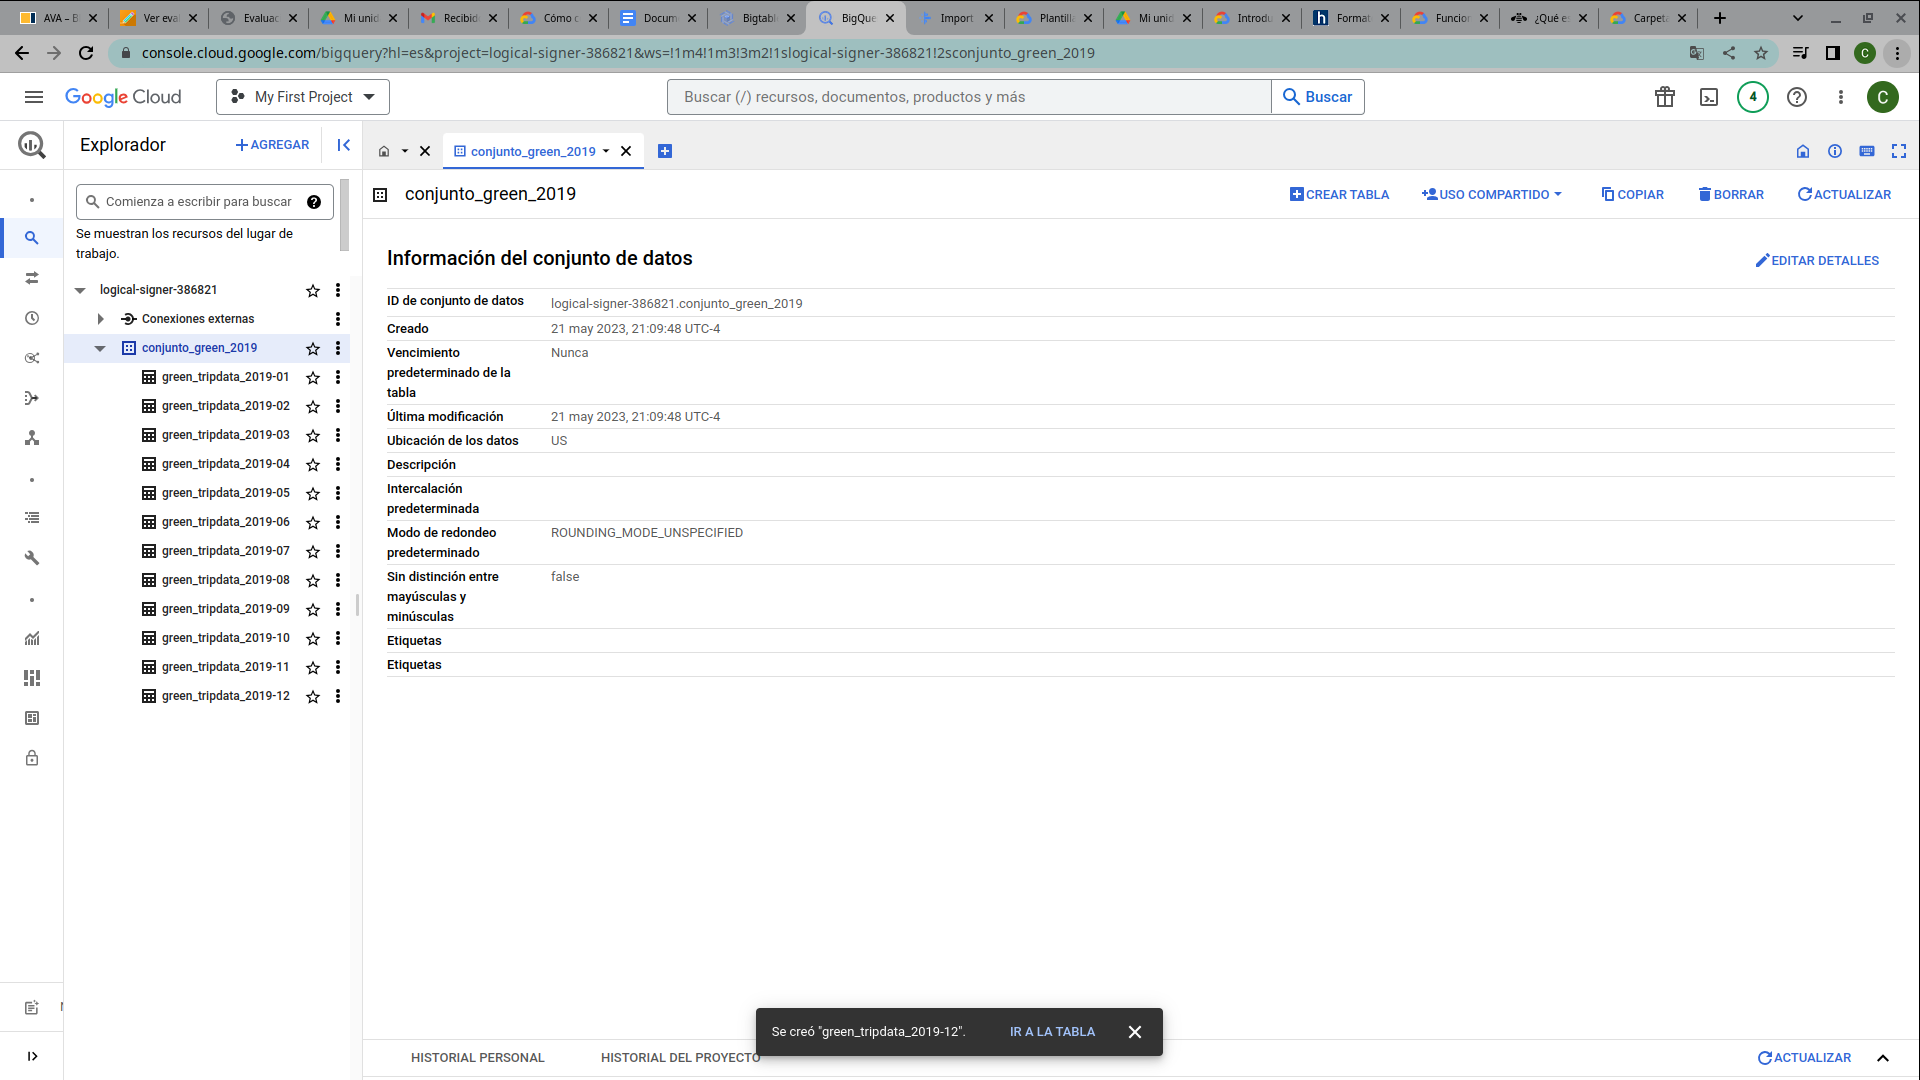 AVA – B
Ver eva
Evaluac
Mi unid
Recibid
Cómo c
Docum
Bigtabl
BigQue
Import
Plantill
Mi unid
Introdu
Format
Funcior
¿Qué e
Carpet
console.cloud.google.com/bigquery?hl=es&project=logical-signer-386821&ws=!1m4!1m3!3m2!1slogical-signer-386821!2sconjunto_green_2019
C
Google Cloud
My First Project
Buscar (/) recursos, documentos, productos y más
Buscar
4
C
Explorador
AGREGAR
conjunto_green_2019
Comienza a escribir para buscar
Se muestran los recursos del lugar de
trabajo.
logical-signer-386821
Conexiones externas
conjunto_green_2019
green_tripdata_2019-01
green_tripdata_2019-02
green_tripdata_2019-03
green_tripdata_2019-04
green_tripdata_2019-05
green_tripdata_2019-06
green_tripdata_2019-07
green_tripdata_2019-08
green_tripdata_2019-09
green_tripdata_2019-10
green_tripdata_2019-11
green_tripdata_2019-12
conjunto_green_2019
CREAR TABLA
USO COMPARTIDO
COPIAR
BORRAR
ACTUALIZAR
Información del conjunto de datos
EDITAR DETALLES
ID de conjunto de datos logical-signer-386821.conjunto_green_2019
Creado 21 may 2023, 21:09:48 UTC-4
Vencimiento Nunca
predeterminado de la
tabla
Última modificación 21 may 2023, 21:09:48 UTC-4
Ubicación de los datos US
Descripción
Intercalación
predeterminada
Modo de redondeo ROUNDING_MODE_UNSPECIFIED
predeterminado
Sin distinción entre false
mayúsculas y
minúsculas
Etiquetas
Etiquetas
Se creó "green_tripdata_2019-12". IR A LA TABLA
HISTORIAL PERSONAL
HISTORIAL DEL PROYECTO
ACTUALIZAR